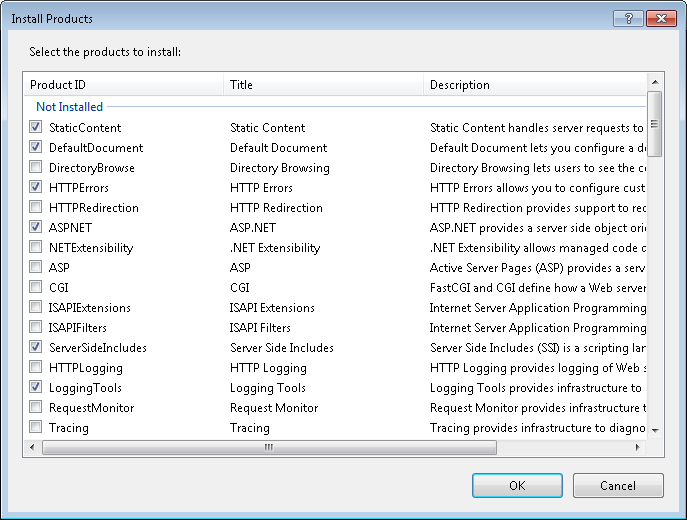 Install Products
Select the products to install:
Product ID Title Description
Not Installed
StaticContent Static Content Static Content handles server requests to
DefaultDocument Default Document Default Document lets you configure a de
DirectoryBrowse Directory Browsing Directory Browsing lets users to see the co
HTTPErrors HTTP Errors HTTP Errors allows you to configure cust
HTTPRedirection HTTP Redirection HTTP Redirection provides support to rec
ASPNET ASP.NET ASP.NET provides a server side object orie
NETExtensibility .NET Extensibility .NET Extensibility allows managed code d
ASP ASP Active Server Pages (ASP) provides a serv
CGI CGI FastCGI and CGI define how a Web server
ISAPIExtensions ISAPI Extensions Internet Server Application Programming
ISAPIFilters ISAPI Filters Internet Server Application Programming
ServerSideIncludes Server Side Includes Server Side Includes (SSI) is a scripting lan
HTTPLogging HTTP Logging HTTP Logging provides logging of Web s
LoggingTools Logging Tools Logging Tools provides infrastructure to
RequestMonitor Request Monitor Request Monitor provides infrastructure t
Tracing Tracing Tracing provides infrastructure to diagno
OK Cancel